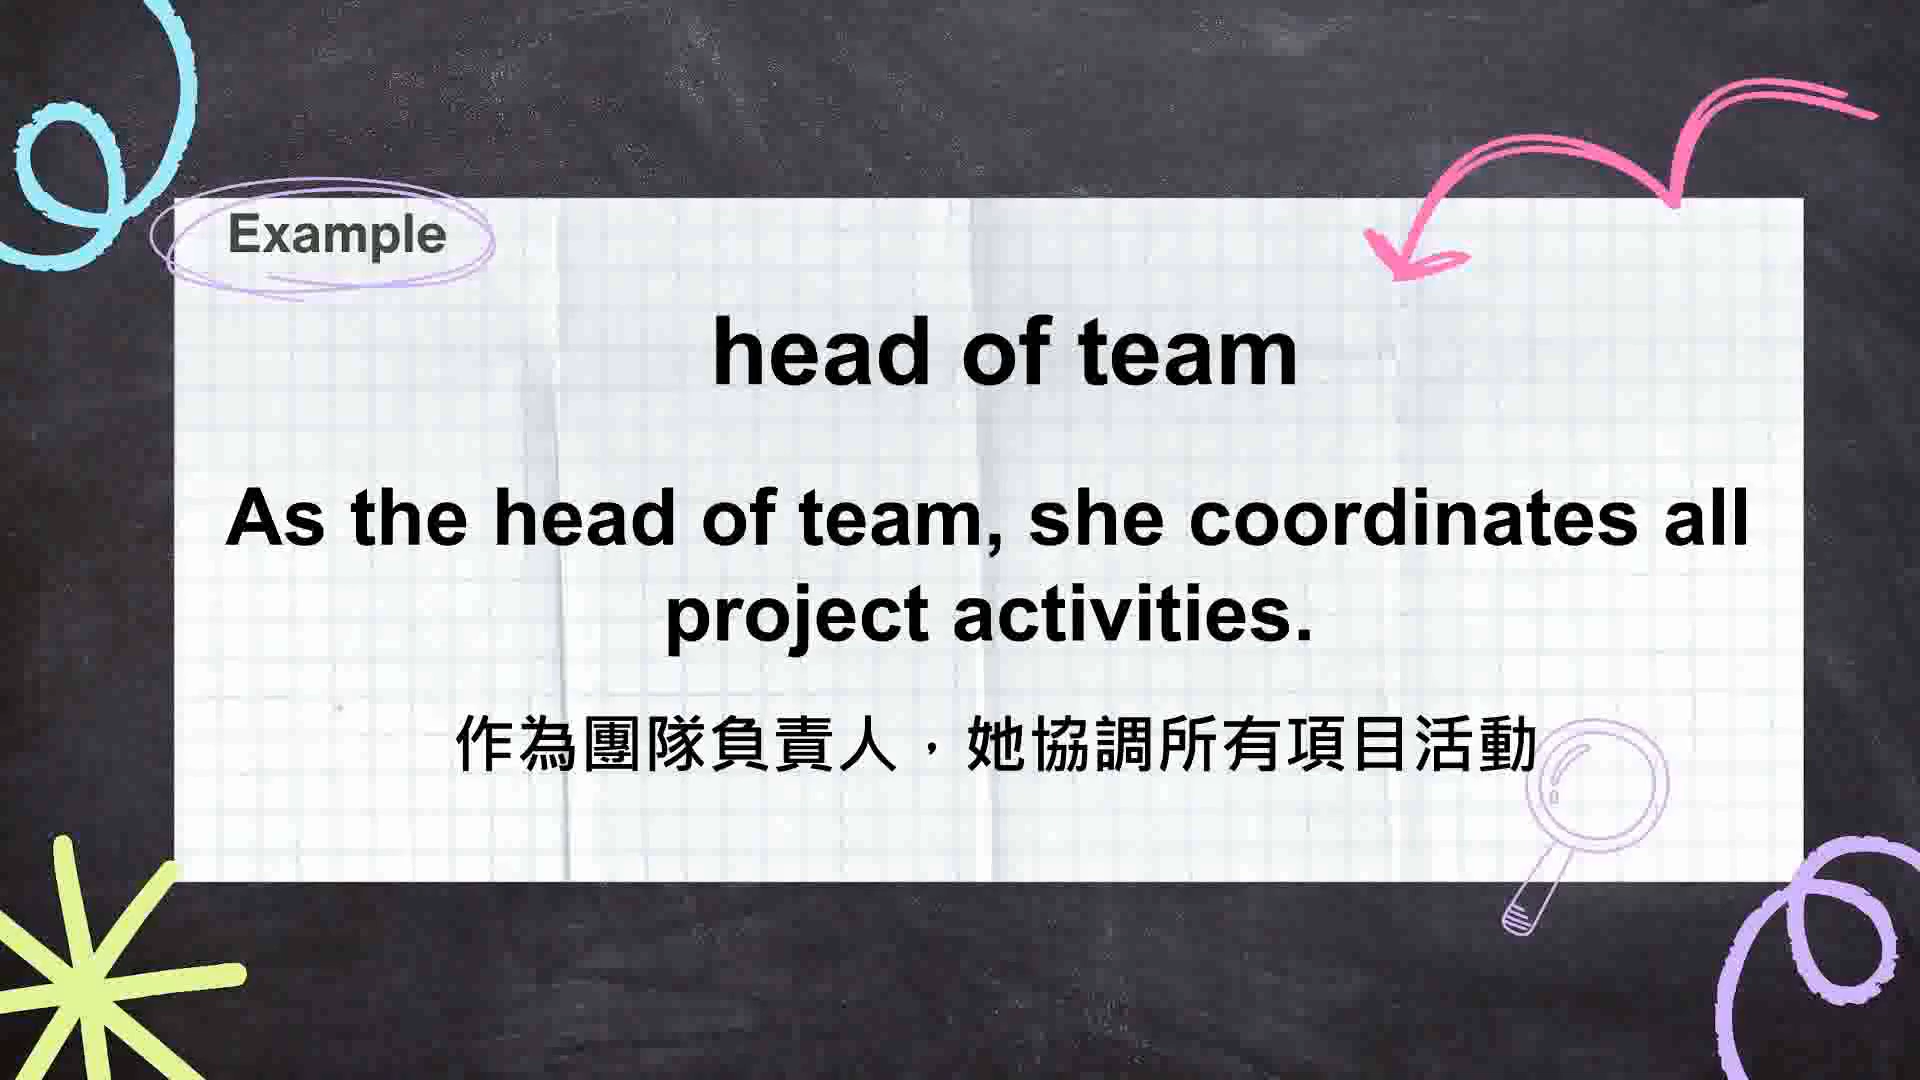 Example
head of team
As the head of team, she coordinates all
project activities.
作為團隊負責人，她協調所有項目活動